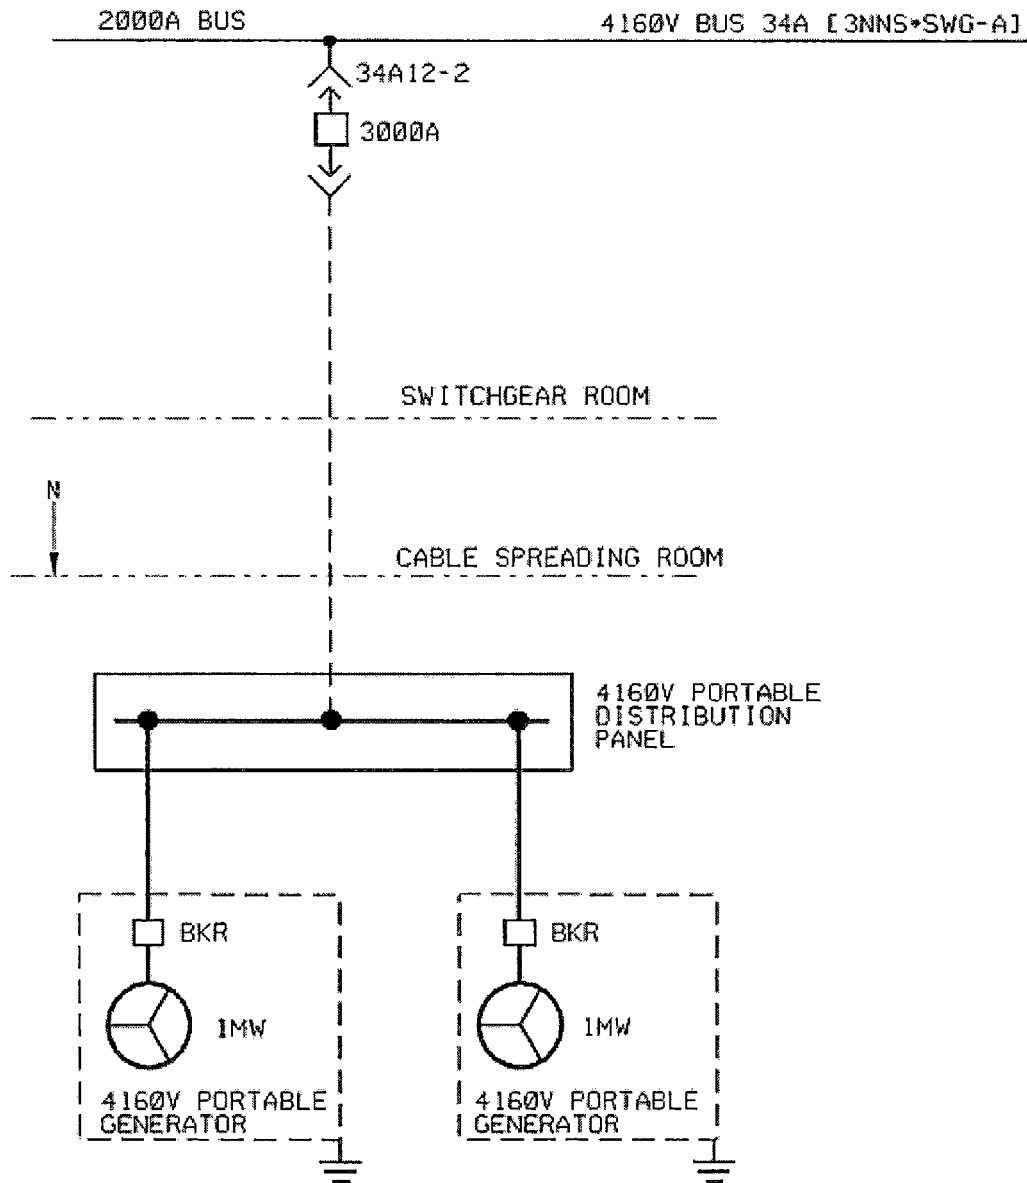 2000A BUS
4160V BUS 34A [3NNS*SWG-A]
34A12-2
3000A
SWITCHGEAR ROOM
N
CABLE SPREADING ROOM
4160V PORTABLE
DISTRIBUTION
PANEL
BKR
BKR
1MW
1MW
4160V PORTABLE
GENERATOR
4160V PORTABLE
GENERATOR